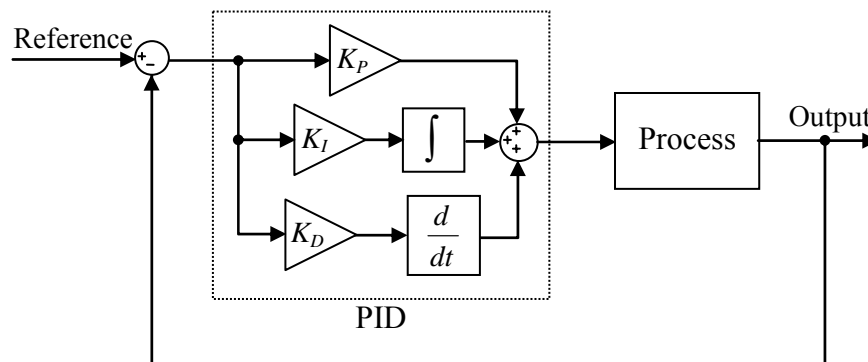 Reference
+
−
K_P
K_I
∫
K_D
d
dt
+
+
+
PID
Process
Output